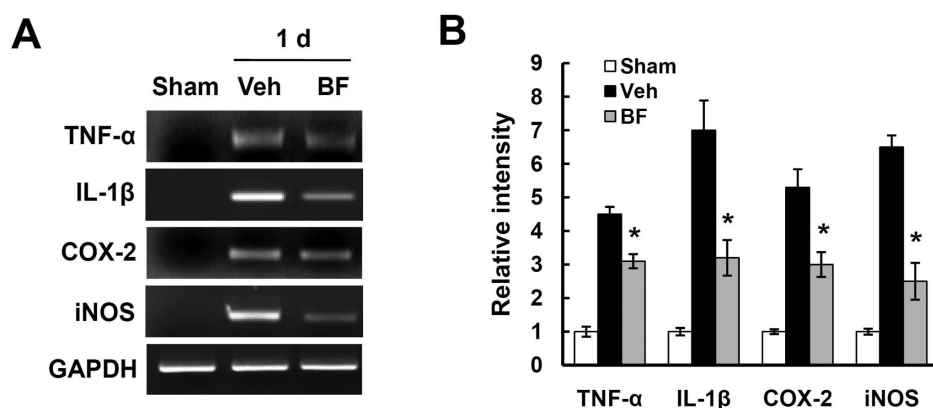 A
1 d
Sham Veh BF
TNF-α
IL-1β
COX-2
iNOS
GAPDH
B
Relative intensity
9
8
7
6
5
4
3
2
1
0
Sham
Veh
BF
*
*
*
*
TNF-α IL-1β COX-2 iNOS